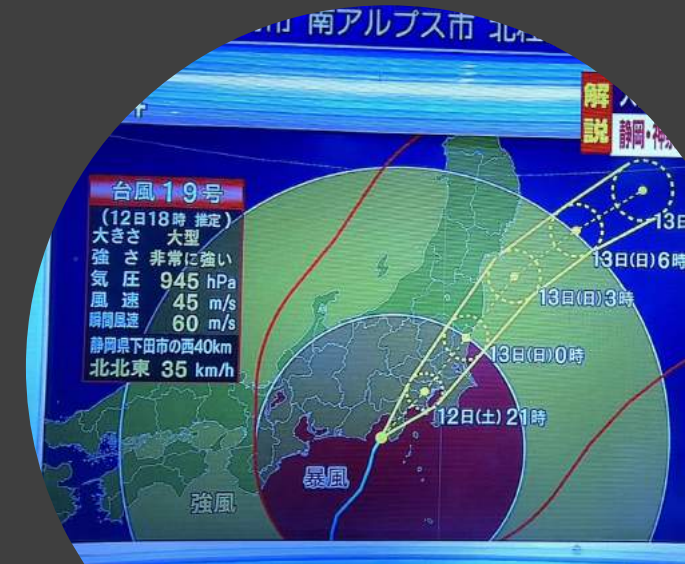 南アルプス市
解説
静岡・神
台風19号
(12日18時 推定)
大きさ 大型
強さ 非常に強い
気圧 945 hPa
風速 45 m/s
瞬間風速 60 m/s
静岡県下田市の西40km
北北東 35 km/h
13日
13日(日)6時
13日(日)3時
13日(日)0時
12日(土)21時
暴風
強風